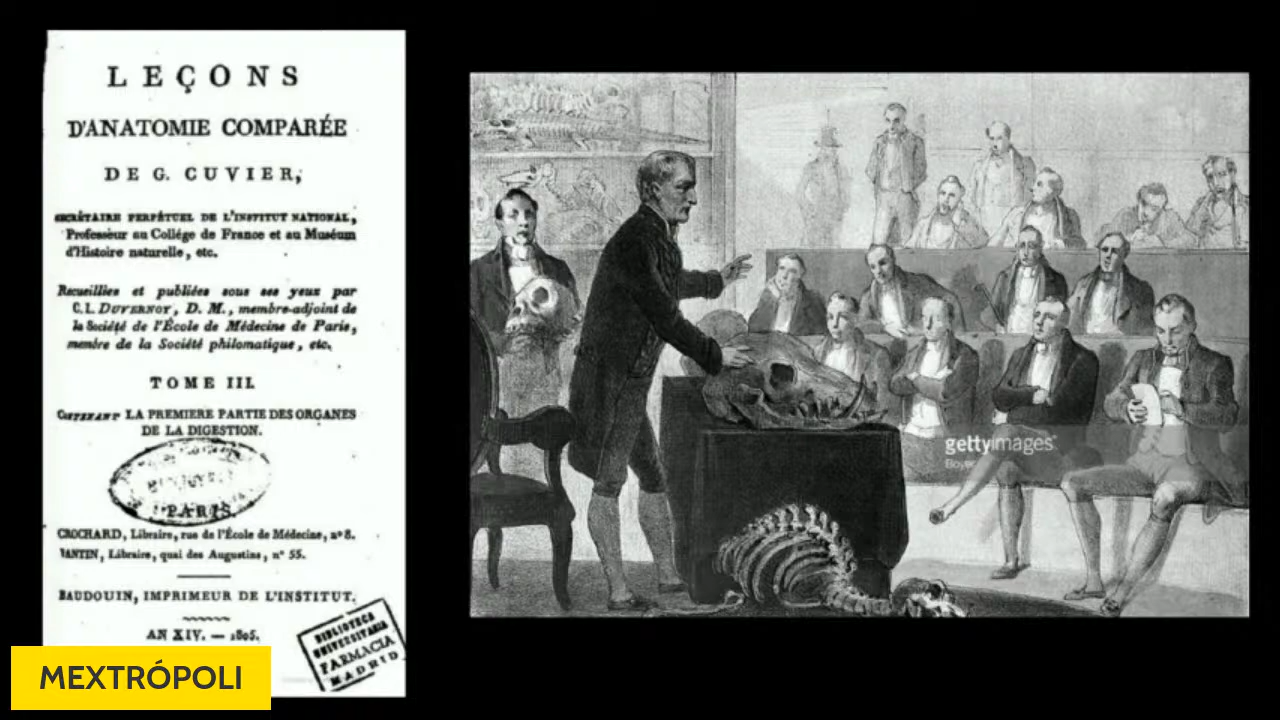 LEÇONS
D'ANATOMIE COMPARÉE
DE G. CUVIER,
SECRÉTAIRE PERPÉTUEL DE L'INSTITUT NATIONAL,
Professeur au Collége de France et au Muséum
d'Histoire naturelle, etc.
Recueillies et publiées sous ses yeux par
C. L. DUVERNOY, D. M., membre-adjoint de
la Société de l'École de Médecine de Paris,
membre de la Société philomatique, etc.
TOME III.
CONTENANT LA PREMIERE PARTIE DES ORGANES
DE LA DIGESTION.
PARIS
CROCHARD, Libraire, rue de l'École de Médecine, n° 8.
FANTIN, Libraire, quai des Augustins, n° 55.
BAUDOUIN, IMPRIMEUR DE L'INSTITUT.
AN XIV. — 1805.
BIBLIOTECA
UNIVERSITARIA
FARMACIA
MADRID
MEXTRÓPOLI
gettyimages